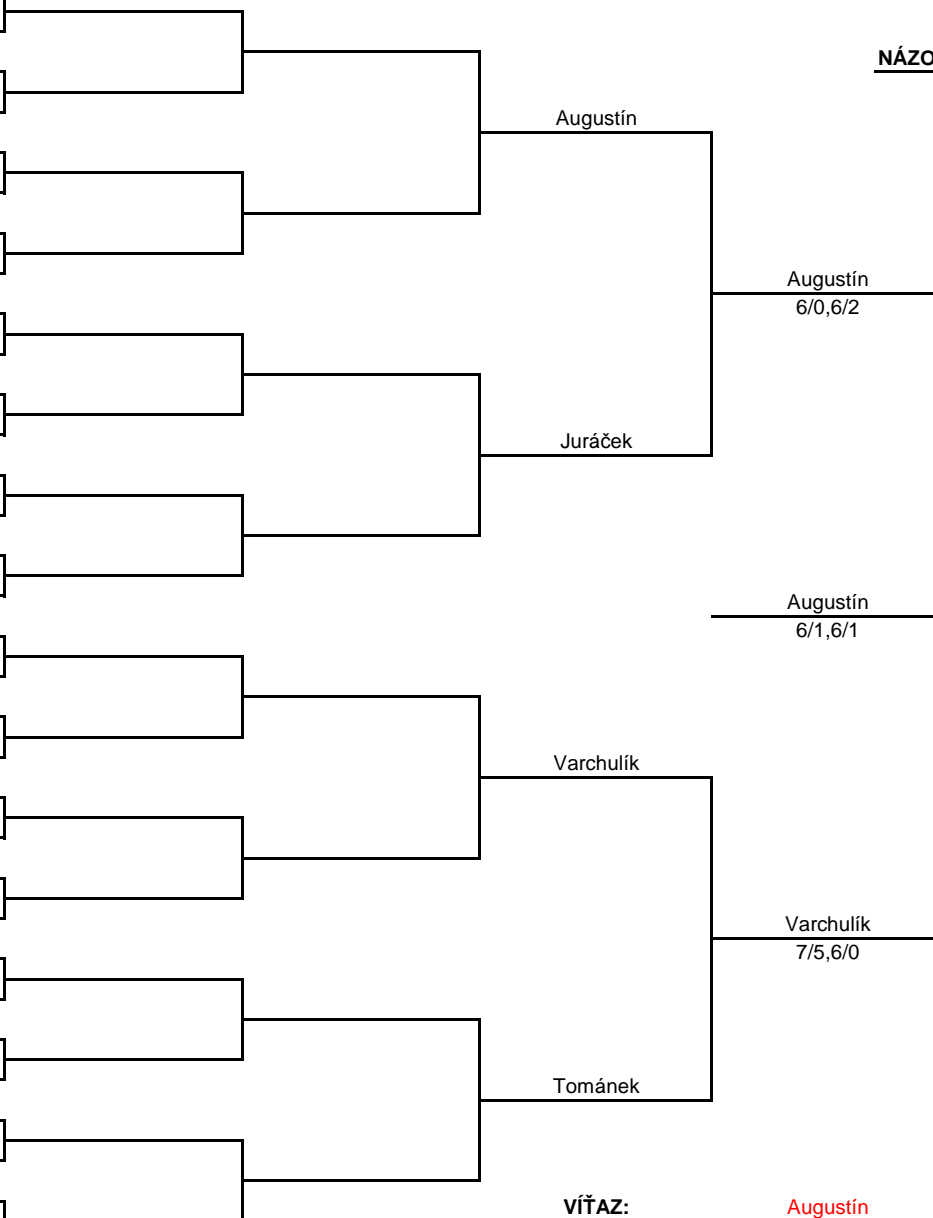 NÁZO
Augustín
Augustín
6/0,6/2
Juráček
Augustín
6/1,6/1
Varchulík
Varchulík
7/5,6/0
Tománek
VÍŤAZ: Augustín